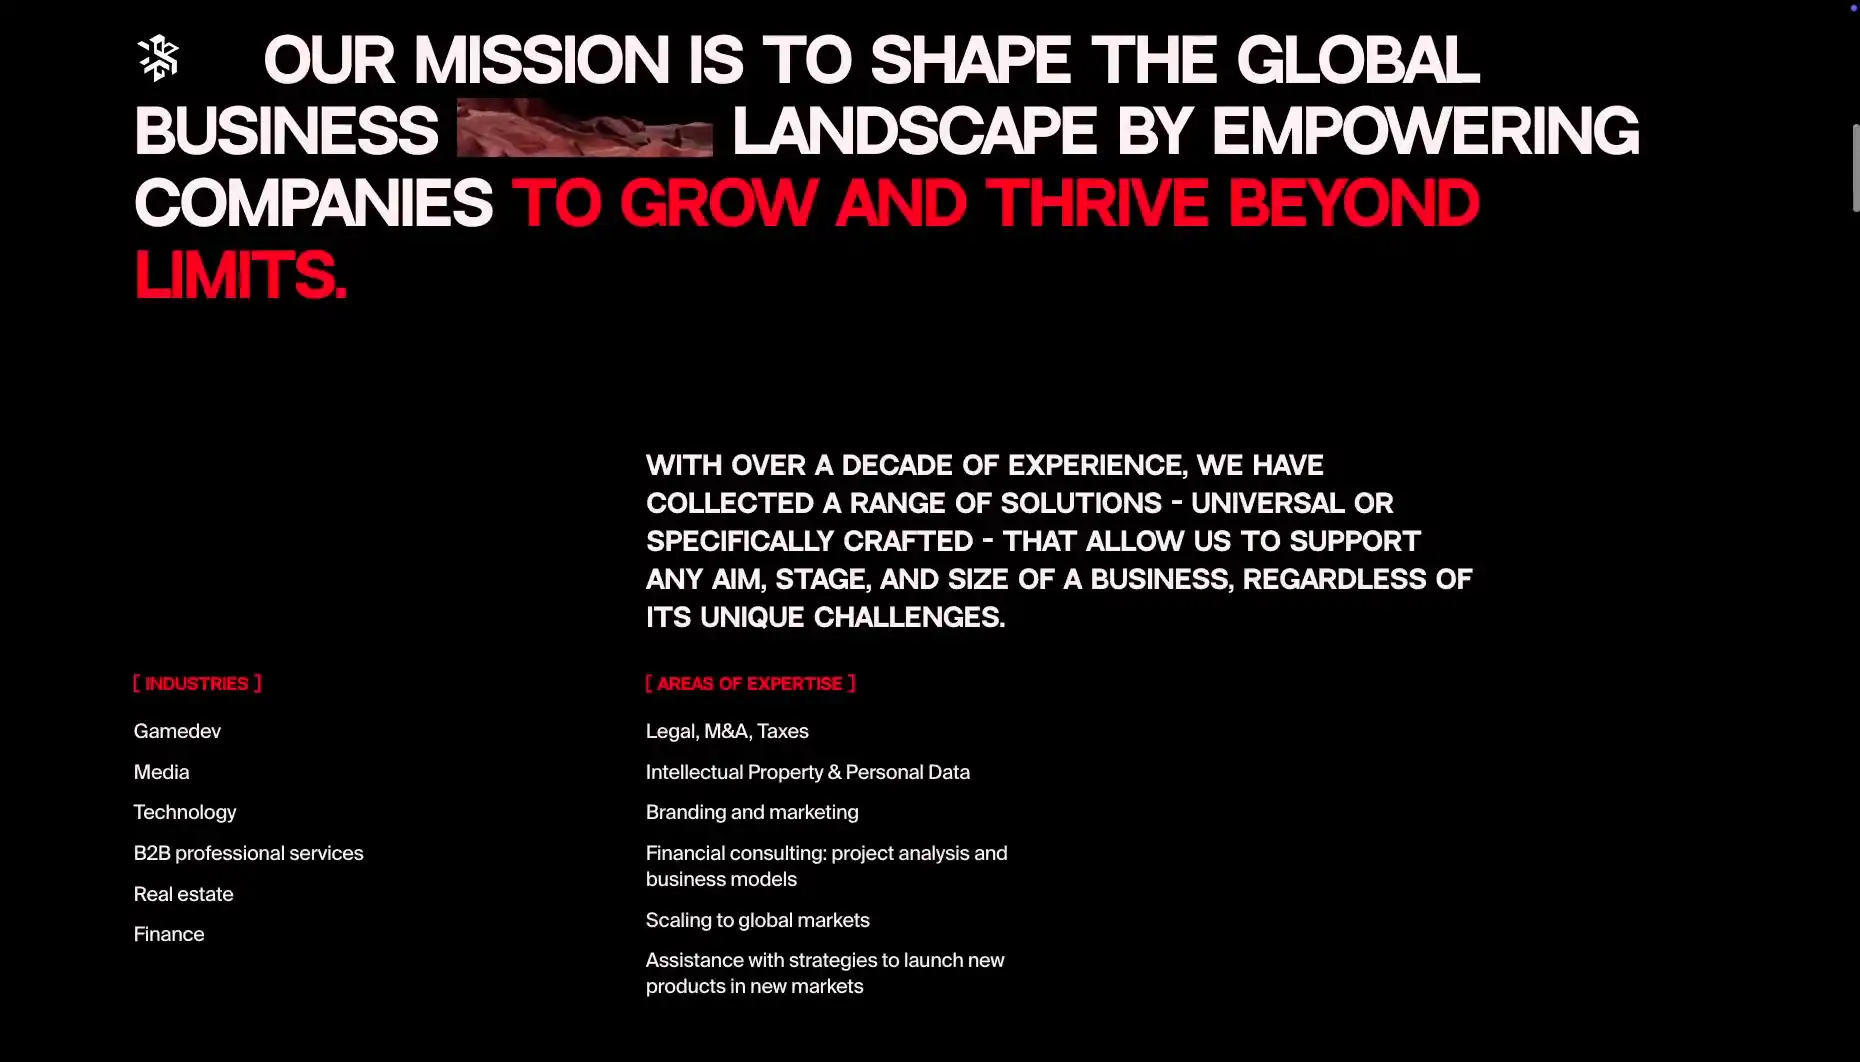 OUR MISSION IS TO SHAPE THE GLOBAL
BUSINESS LANDSCAPE BY EMPOWERING
COMPANIES TO GROW AND THRIVE BEYOND
LIMITS.
WITH OVER A DECADE OF EXPERIENCE, WE HAVE
COLLECTED A RANGE OF SOLUTIONS - UNIVERSAL OR
SPECIFICALLY CRAFTED - THAT ALLOW US TO SUPPORT
ANY AIM, STAGE, AND SIZE OF A BUSINESS, REGARDLESS OF
ITS UNIQUE CHALLENGES.
[ INDUSTRIES ]
Gamedev
Media
Technology
B2B professional services
Real estate
Finance
[ AREAS OF EXPERTISE ]
Legal, M&A, Taxes
Intellectual Property & Personal Data
Branding and marketing
Financial consulting: project analysis and
business models
Scaling to global markets
Assistance with strategies to launch new
products in new markets